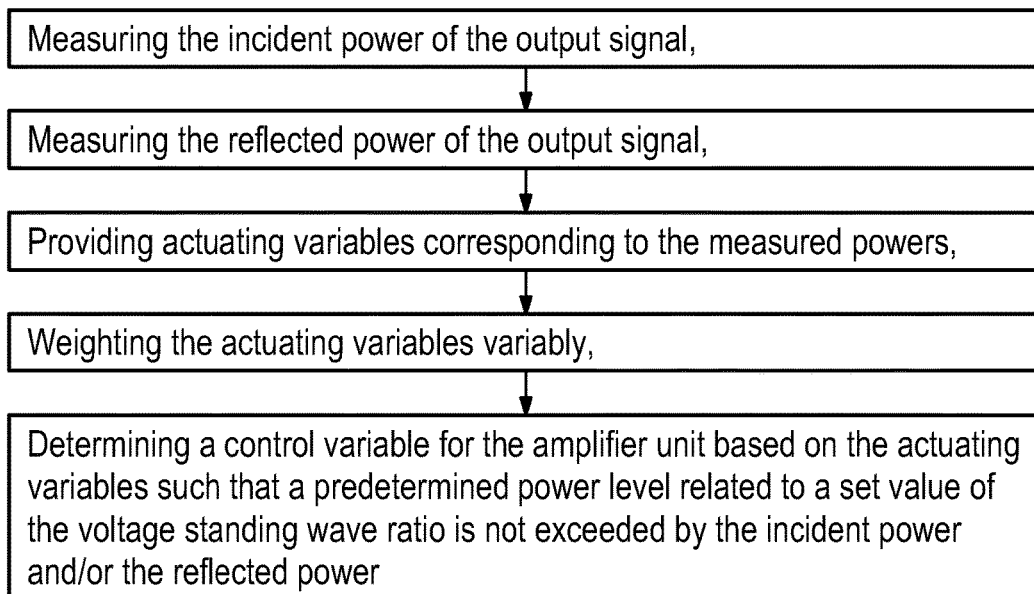 Measuring the incident power of the output signal,
Measuring the reflected power of the output signal,
Providing actuating variables corresponding to the measured powers,
Weighting the actuating variables variably,
Determining a control variable for the amplifier unit based on the actuating
variables such that a predetermined power level related to a set value of
the voltage standing wave ratio is not exceeded by the incident power
and/or the reflected power